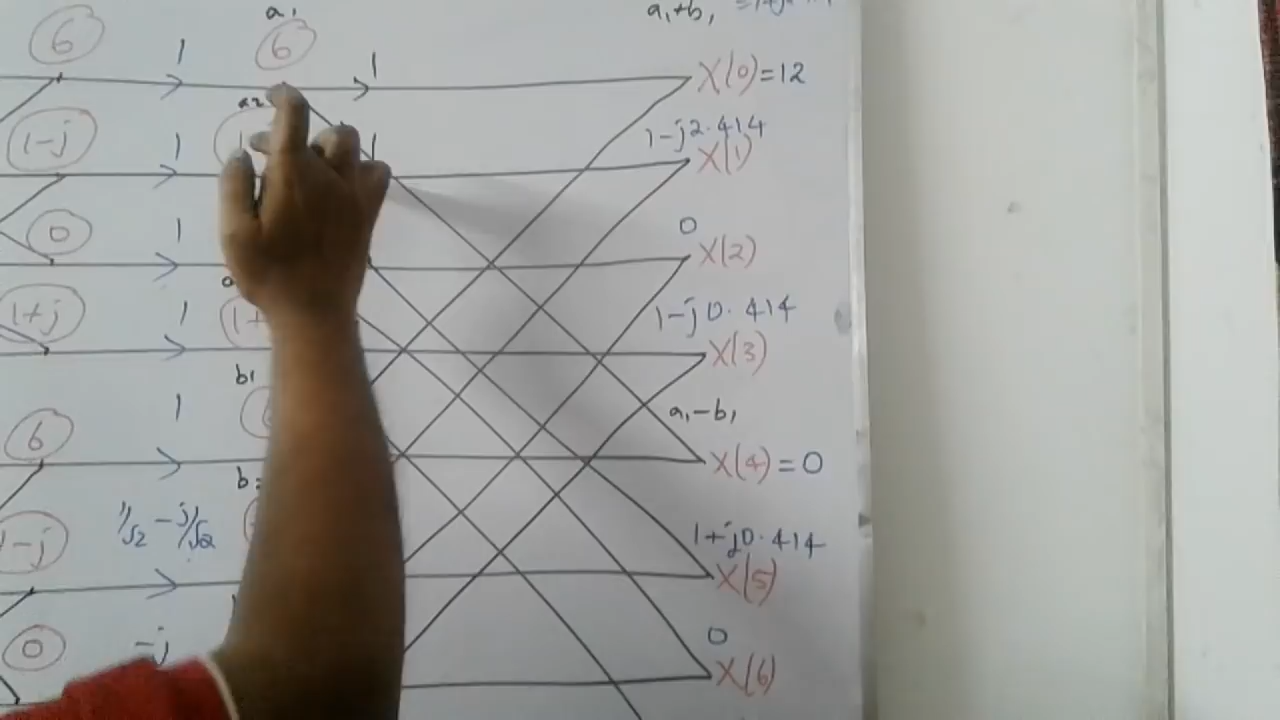 a1
6
6
1
1
X(0)=12
a1+b1
a2
1-j
1
1
1-j2.414
X(1)
0
1
0
X(2)
1+j
1
1-j0.414
X(3)
b1
6
1
a1-b1
X(4)=0
1/√2 -j/√2
1+j0.414
X(5)
0
-j
0
X(6)